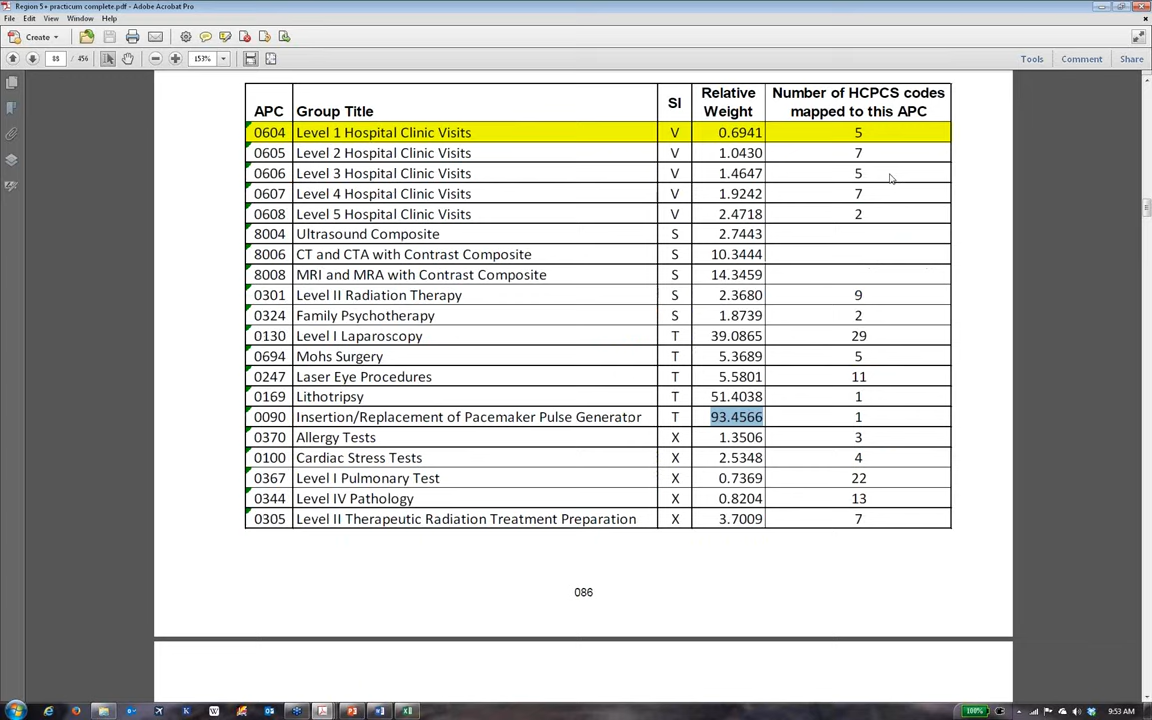 Region 5+ practicum complete.pdf - Adobe Acrobat Pro
File Edit View Window Help
Create
88 / 456 153% Tools Comment Share
APC Group Title SI Relative Weight Number of HCPCS codes mapped to this APC
0604 Level 1 Hospital Clinic Visits V 0.6941 5
0605 Level 2 Hospital Clinic Visits V 1.0430 7
0606 Level 3 Hospital Clinic Visits V 1.4647 5
0607 Level 4 Hospital Clinic Visits V 1.9242 7
0608 Level 5 Hospital Clinic Visits V 2.4718 2
8004 Ultrasound Composite S 2.7443
8006 CT and CTA with Contrast Composite S 10.3444
8008 MRI and MRA with Contrast Composite S 14.3459
0301 Level II Radiation Therapy S 2.3680 9
0324 Family Psychotherapy S 1.8739 2
0130 Level I Laparoscopy T 39.0865 29
0694 Mohs Surgery T 5.3689 5
0247 Laser Eye Procedures T 5.5801 11
0169 Lithotripsy T 51.4038 1
0090 Insertion/Replacement of Pacemaker Pulse Generator T 93.4566 1
0370 Allergy Tests X 1.3506 3
0100 Cardiac Stress Tests X 2.5348 4
0367 Level I Pulmonary Test X 0.7369 22
0344 Level IV Pathology X 0.8204 13
0305 Level II Therapeutic Radiation Treatment Preparation X 3.7009 7
086
100% 9:53 AM